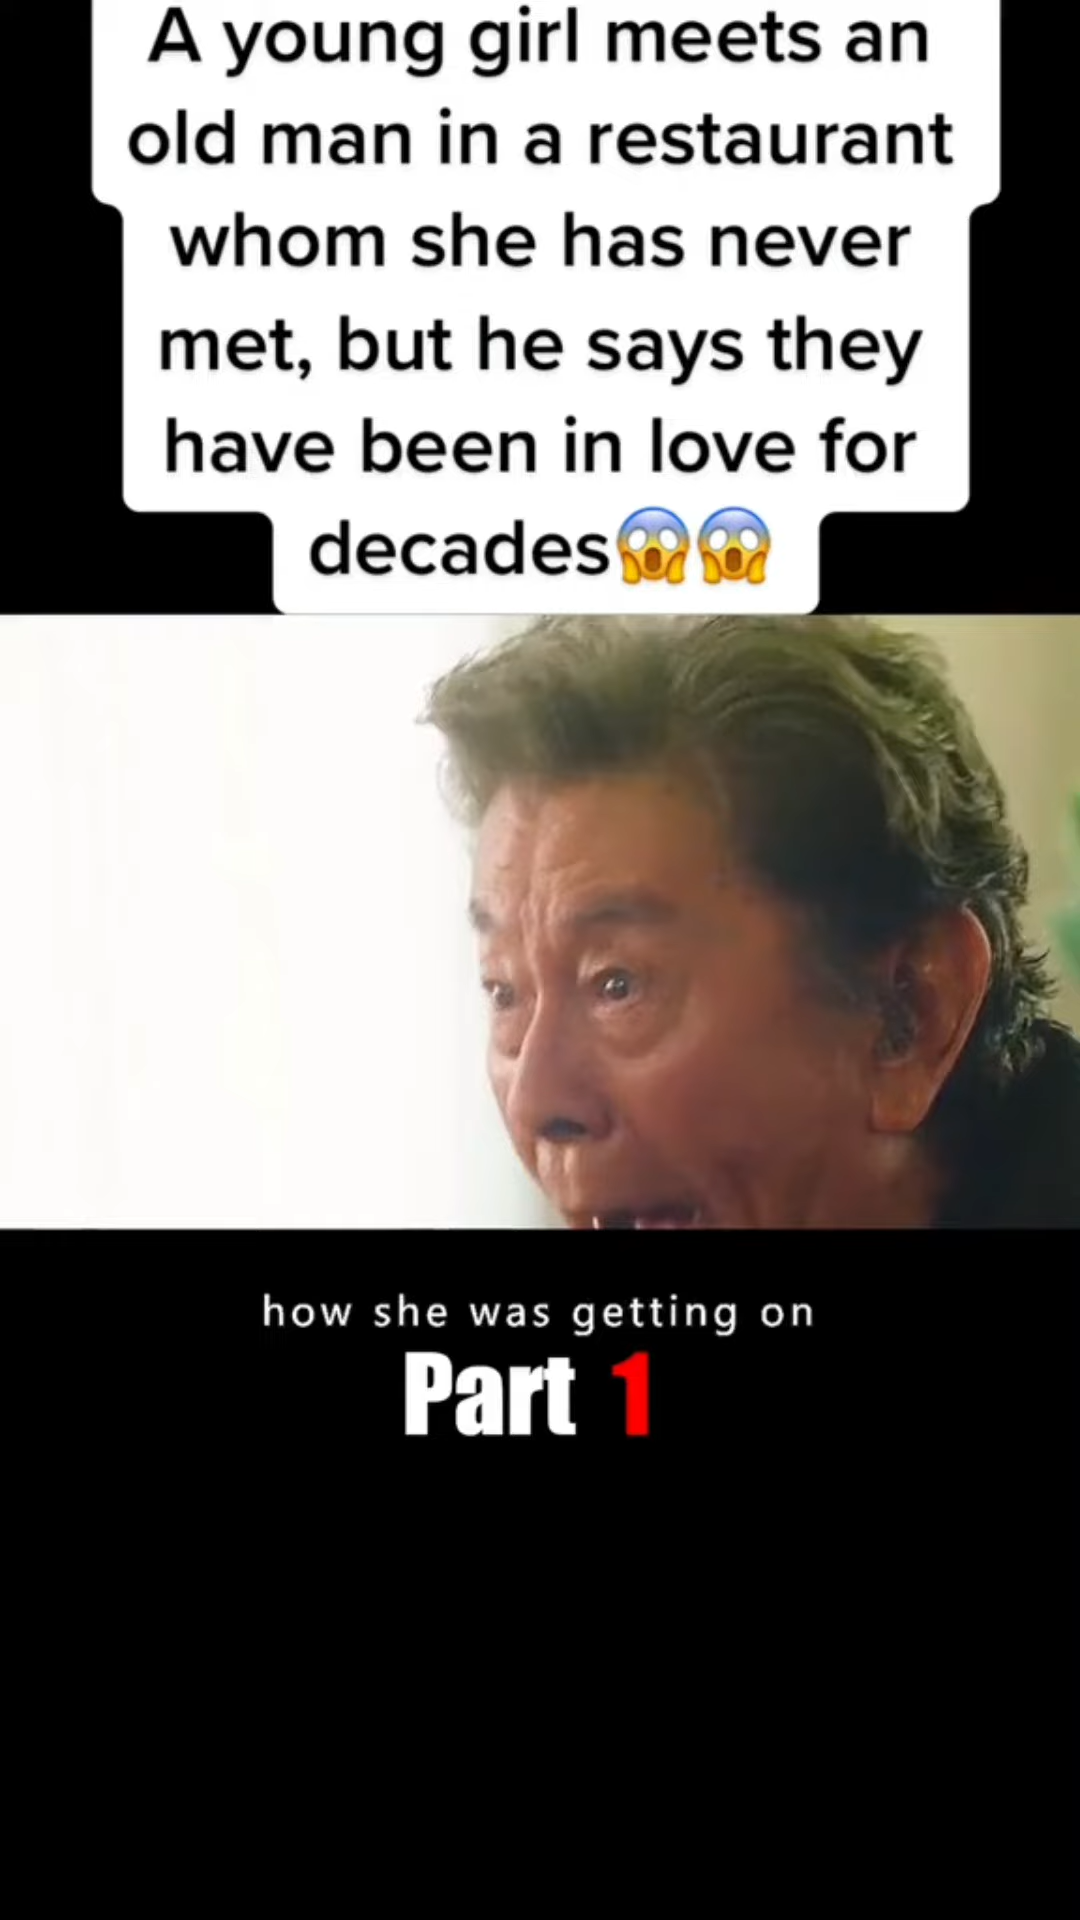 A young girl meets an
old man in a restaurant
whom she has never
met, but he says they
have been in love for
decades😱😱
how she was getting on
Part 1